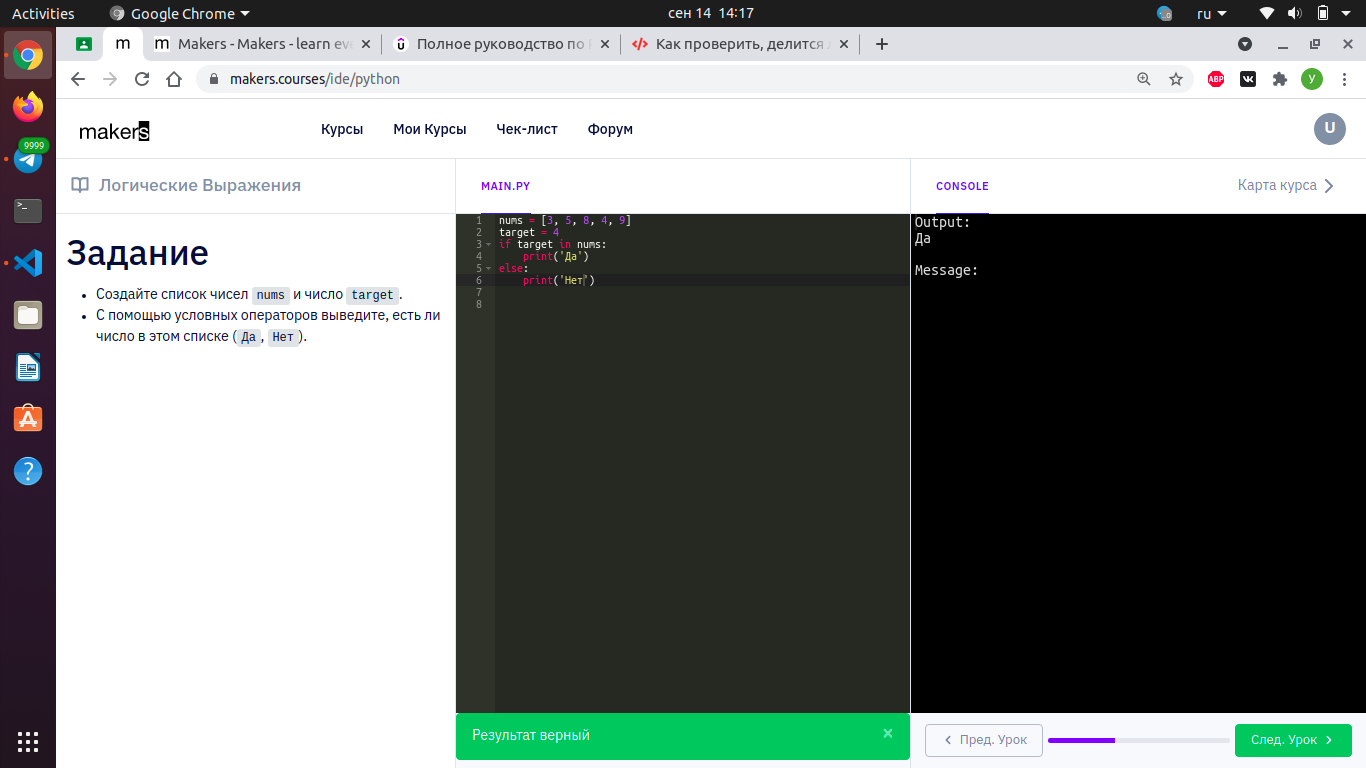 Activities
Google Chrome
сен 14 14:17
ru
m
m Makers - Makers - learn eve
Полное руководство по
Как проверить, делится
makers.courses/ide/python
ABP
У
makers
Курсы
Мои Курсы
Чек-лист
Форум
U
9999
Логические Выражения
MAIN.PY
CONSOLE
Карта курса
Задание
Создайте список чисел nums и число target.
С помощью условных операторов выведите, есть ли
число в этом списке (Да, Нет).
1 nums = [3, 5, 8, 4, 9]
2 target = 4
3 if target in nums:
4 print('Да')
5 else:
6 print('Нет')
7
8
Output:
Да
Message:
Результат верный ×
Пред. Урок
След. Урок